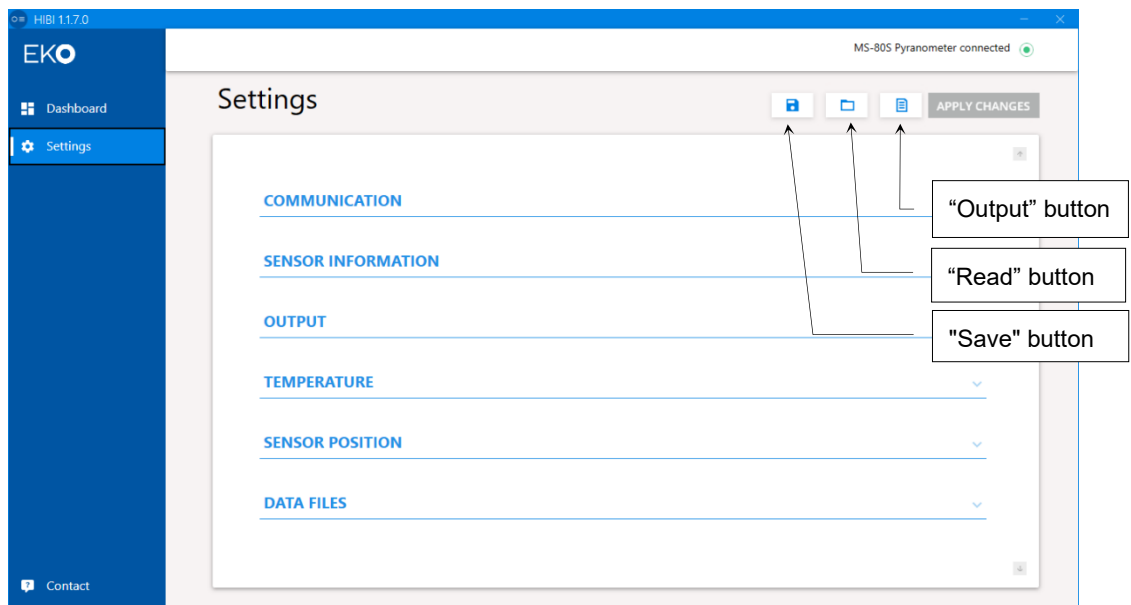 HIBI 1.1.7.0
EKO
MS-80S Pyranometer connected
Dashboard
Settings
Settings
APPLY CHANGES
COMMUNICATION
“Output” button
SENSOR INFORMATION
“Read” button
OUTPUT
"Save" button
TEMPERATURE
SENSOR POSITION
DATA FILES
Contact